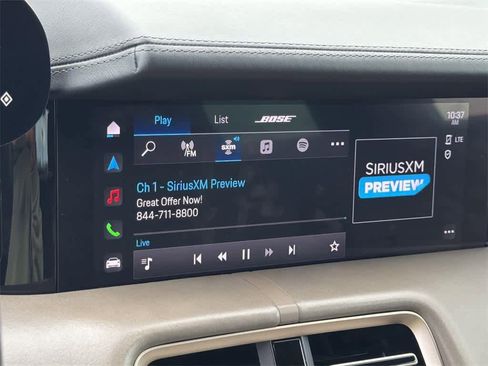 Play List BOSE
10:37
AM
/FM
sxm
LTE
Ch 1 - SiriusXM Preview
Great Offer Now!
844-711-8800
SIRIUSXM
PREVIEW
Live